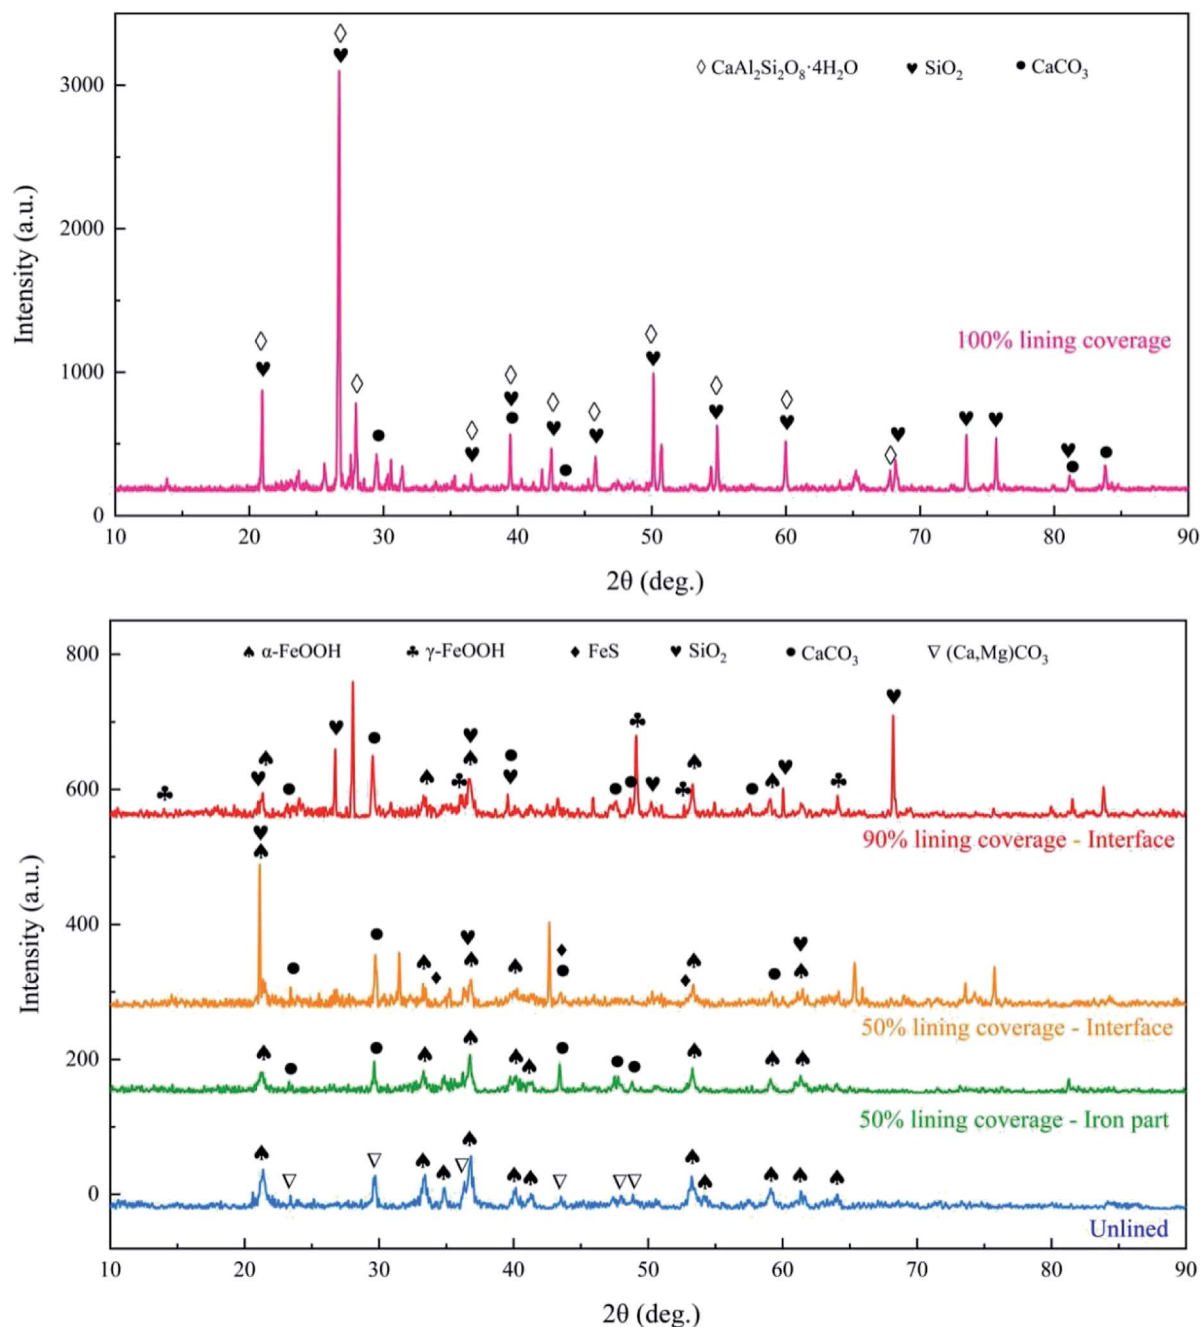 ◊ CaAl₂Si₂O₈·4H₂O ♥ SiO₂ ● CaCO₃
3000
2000
1000
0
Intensity (a.u.)
100% lining coverage
10 20 30 40 50 60 70 80 90
2θ (deg.)
♠ α-FeOOH ♣ γ-FeOOH ♦ FeS ♥ SiO₂ ● CaCO₃ ▽ (Ca,Mg)CO₃
800
600
400
200
0
Intensity (a.u.)
90% lining coverage - Interface
50% lining coverage - Interface
50% lining coverage - Iron part
Unlined
10 20 30 40 50 60 70 80 90
2θ (deg.)